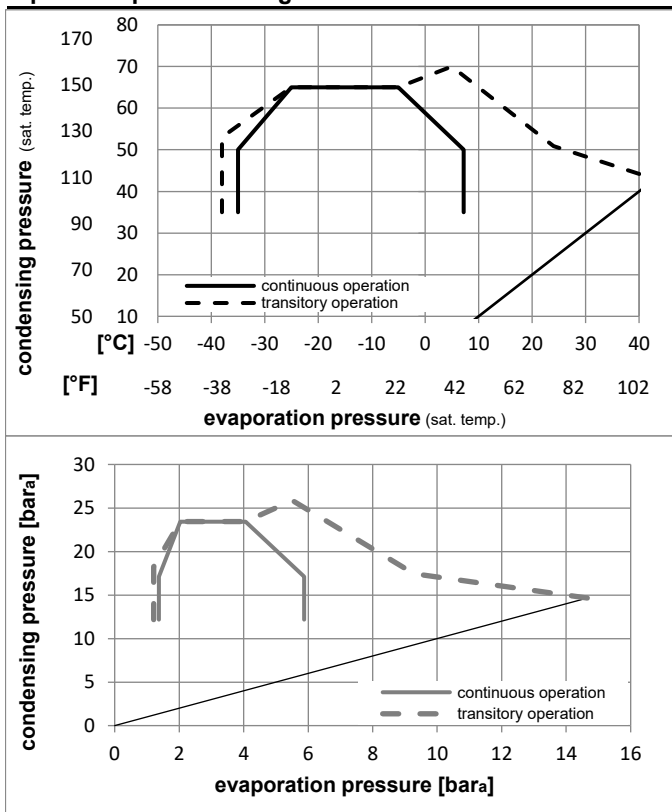 170 80
70
150
60
130
50
110
40
90
30
70
20
50 10
condensing pressure (sat. temp.)
continuous operation
transitory operation
[°C] -50 -40 -30 -20 -10 0 10 20 30 40
[°F] -58 -38 -18 2 22 42 62 82 102
evaporation pressure (sat. temp.)
30
25
20
15
10
5
0
condensing pressure [bara]
continuous operation
transitory operation
0 2 4 6 8 10 12 14 16
evaporation pressure [bara]